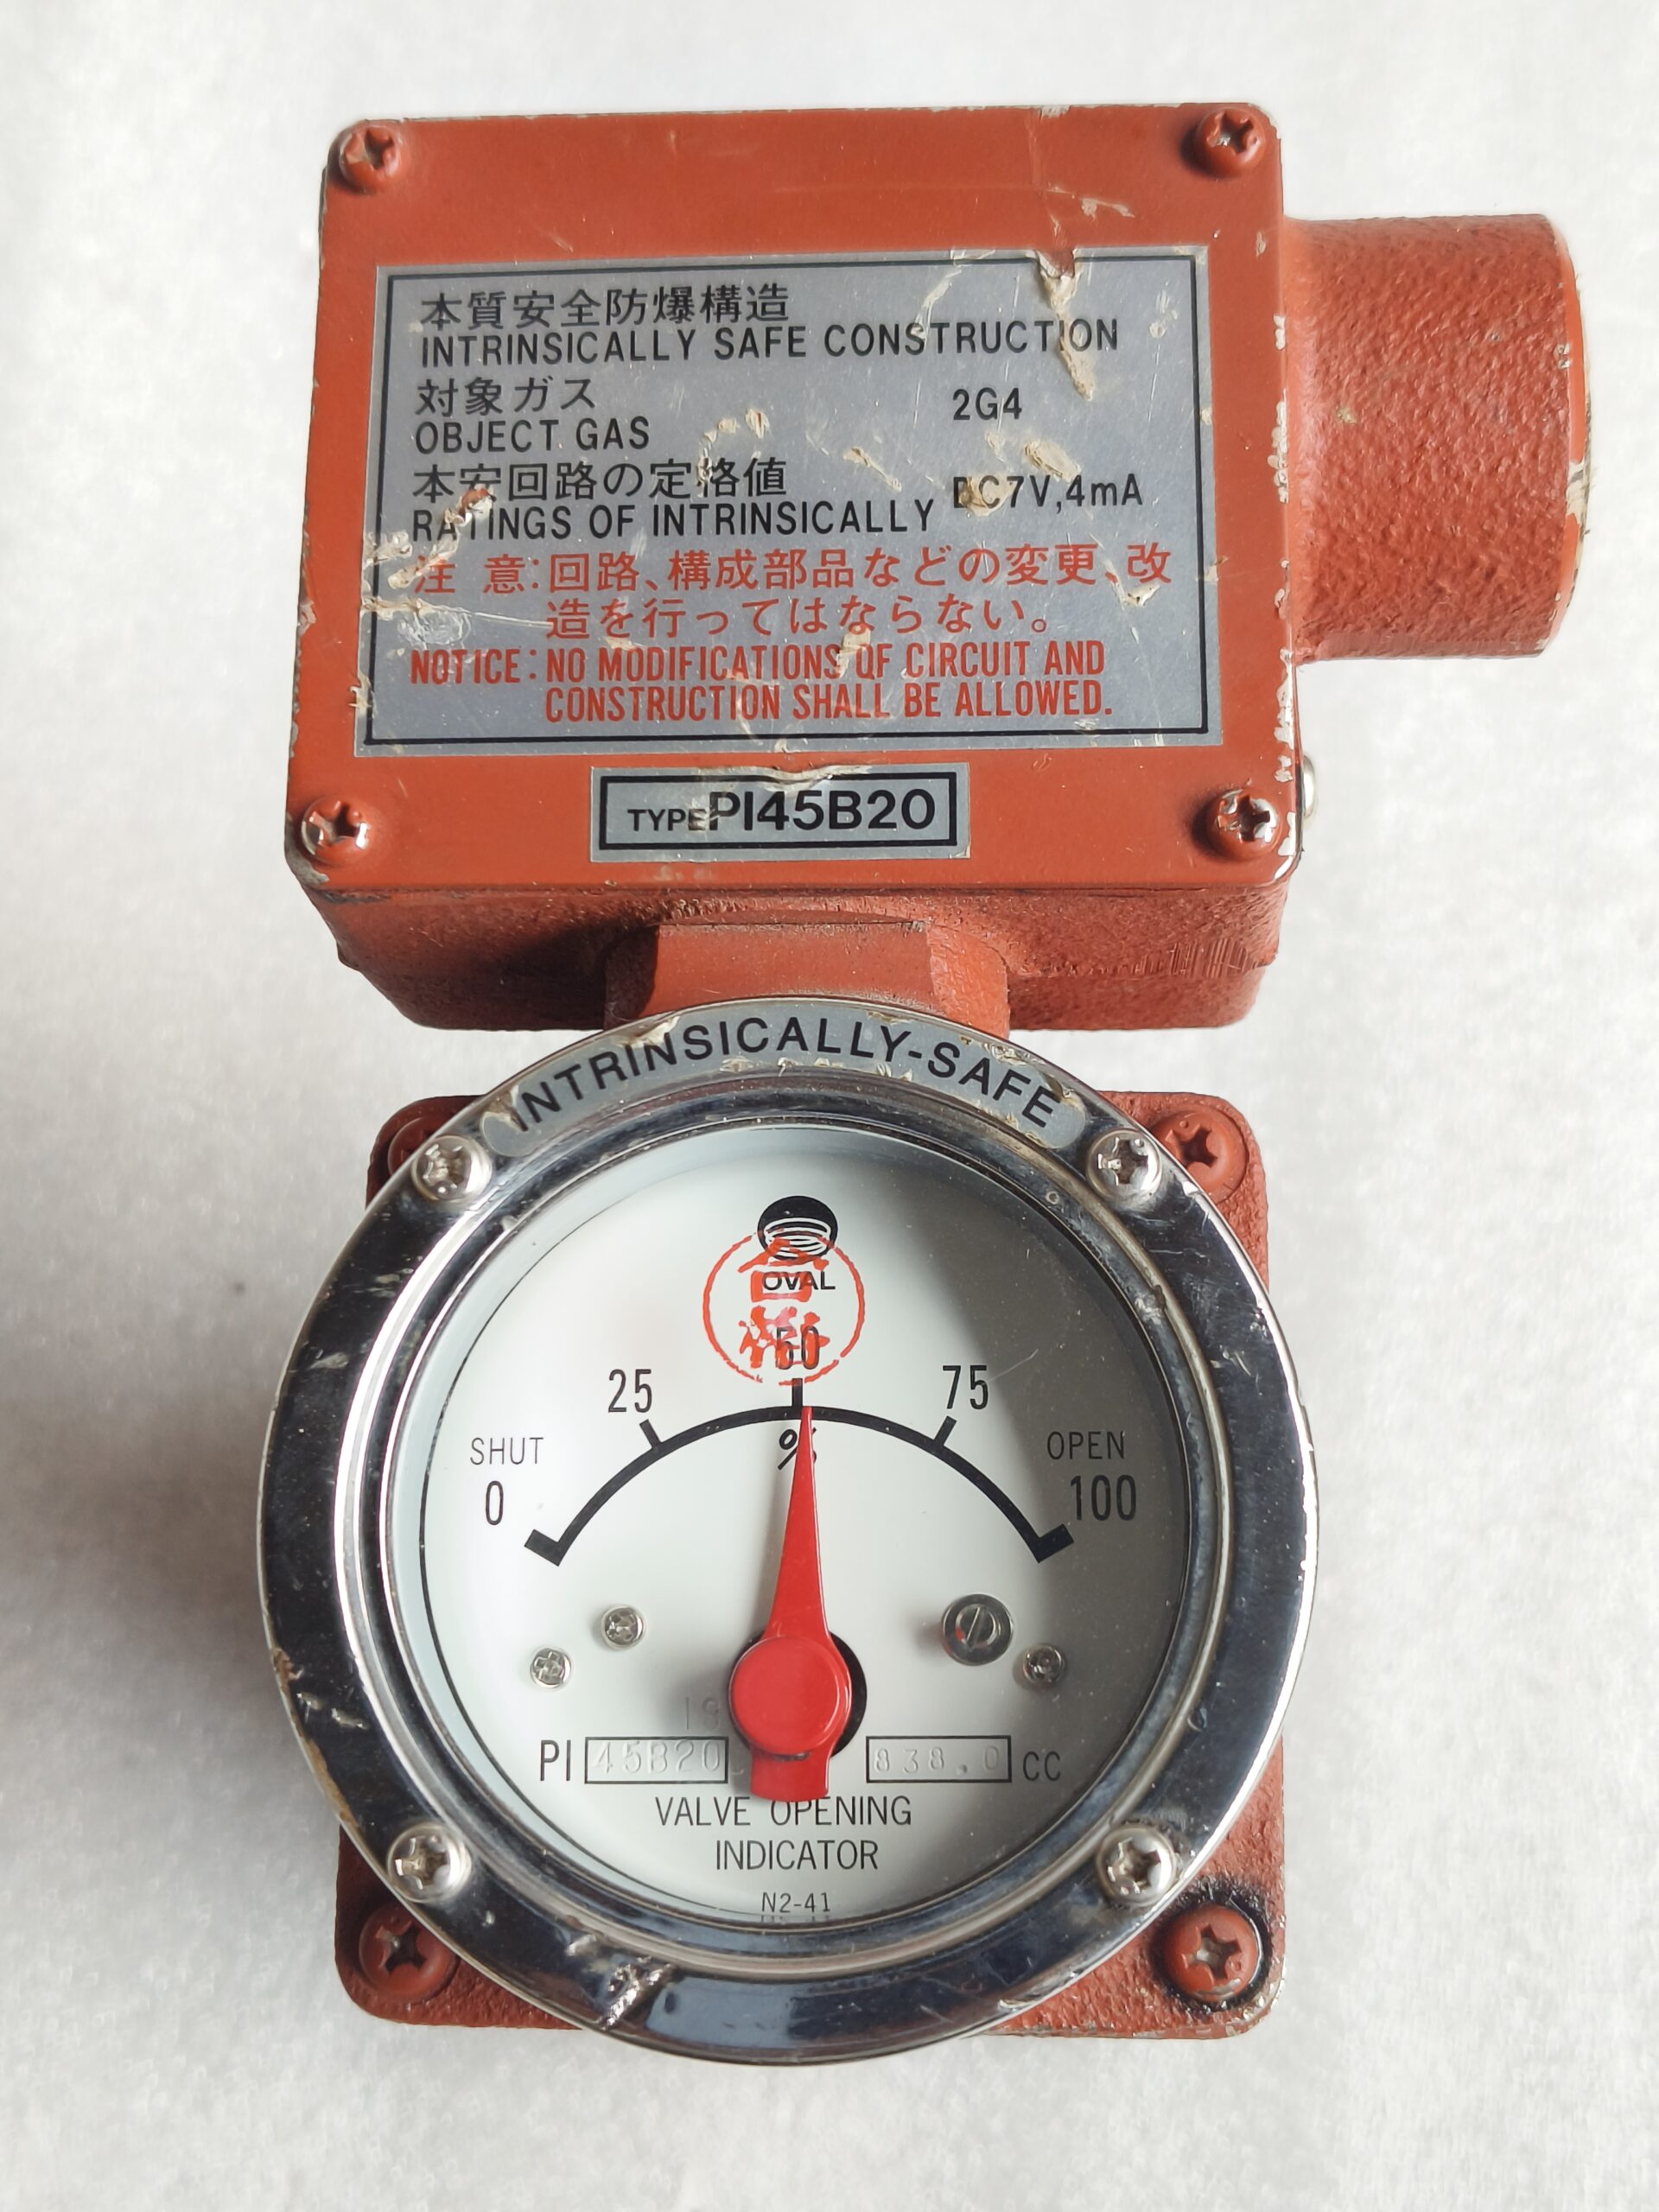 本質安全防爆構造
INTRINSICALLY SAFE CONSTRUCTION
対象ガス
OBJECT GAS 2G4
本安回路の定格値
RATINGS OF INTRINSICALLY DC7V,4mA
注 意:回路、構成部品などの変更、改
造を行ってはならない。
NOTICE: NO MODIFICATIONS OF CIRCUIT AND
CONSTRUCTION SHALL BE ALLOWED.
TYPE PI45B20
INTRINSICALLY-SAFE
OVAL
合格
50
25 75
%
SHUT OPEN
0 100
PI 45B20 838.0 CC
VALVE OPENING
INDICATOR
N2-41